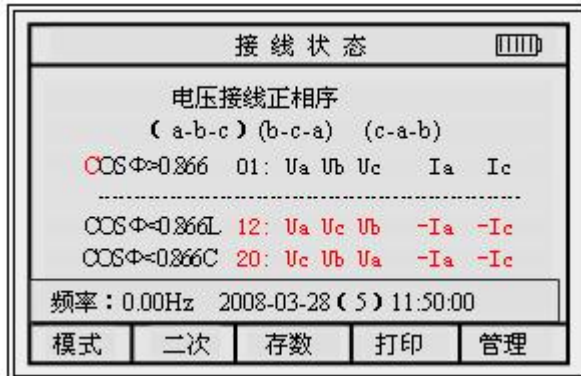 接线状态
电压接线正相序
(a-b-c) (b-c-a) (c-a-b)
COSΦ>0.866 01: Ua Ub Uc Ia Ic
COSΦ<0.866L 12: Ua Uc Ub -Ia -Ic
COSΦ<0.866C 20: Uc Ub Ua -Ia -Ic
频率：0.00Hz 2008-03-28(5)11:50:00
模式 二次 存数 打印 管理